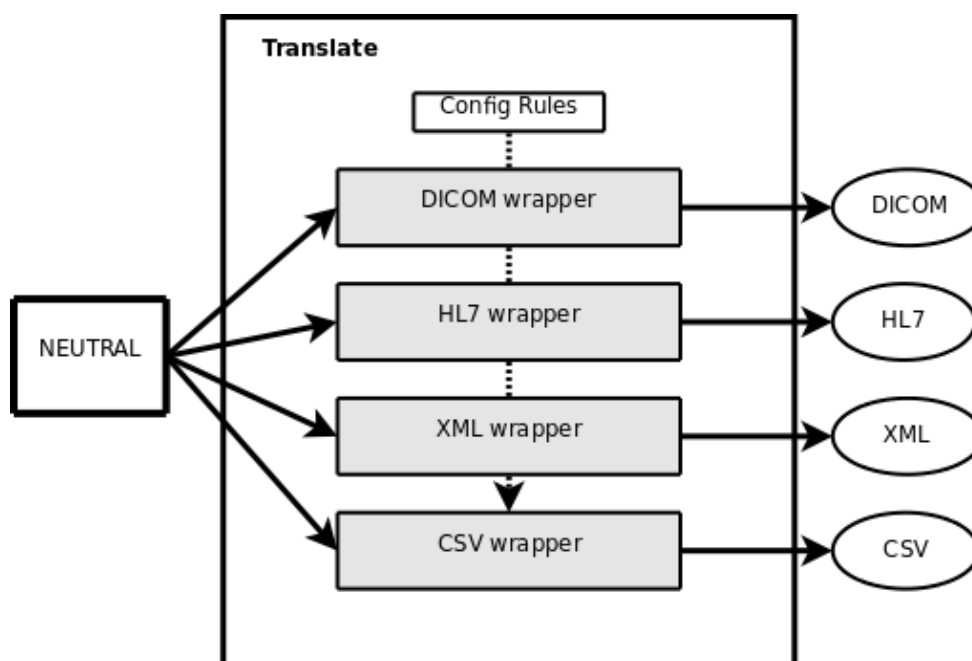 Translate
Config Rules
DICOM wrapper
DICOM
HL7 wrapper
HL7
NEUTRAL
XML wrapper
XML
CSV wrapper
CSV